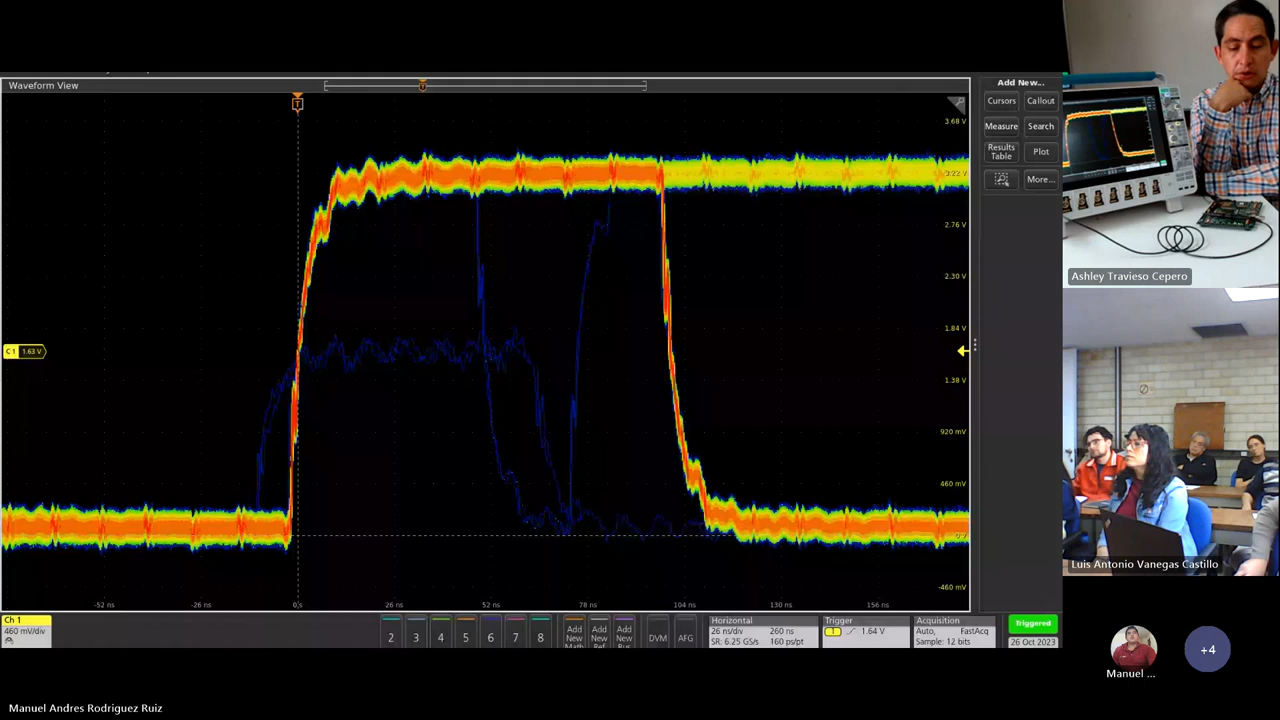 Waveform View
Add New...
Cursors
Callout
Measure
Search
Results
Table
Plot
More...
T
T
3.68 V
3.22
2.76 V
2.30 V
1.84 V
1.38 V
920 mV
460 mV
0 V
-460 mV
C 1
1.63 V
-52 ns
-26 ns
0 s
26 ns
52 ns
78 ns
104 ns
130 ns
156 ns
Ch 1
460 mV/div
2
3
4
5
6
7
8
Add
New
Math
Add
New
Ref
Add
New
Bus
DVM
AFG
Horizontal
26 ns/div
260 ns
SR: 6.25 GS/s
160 ps/pt
Trigger
1
1.64 V
Acquisition
Auto,
FastAcq
Sample: 12 bits
Triggered
26 Oct 2023
Ashley Travieso Cepero
Luis Antonio Vanegas Castillo
Manuel ...
+4
Manuel Andres Rodriguez Ruiz